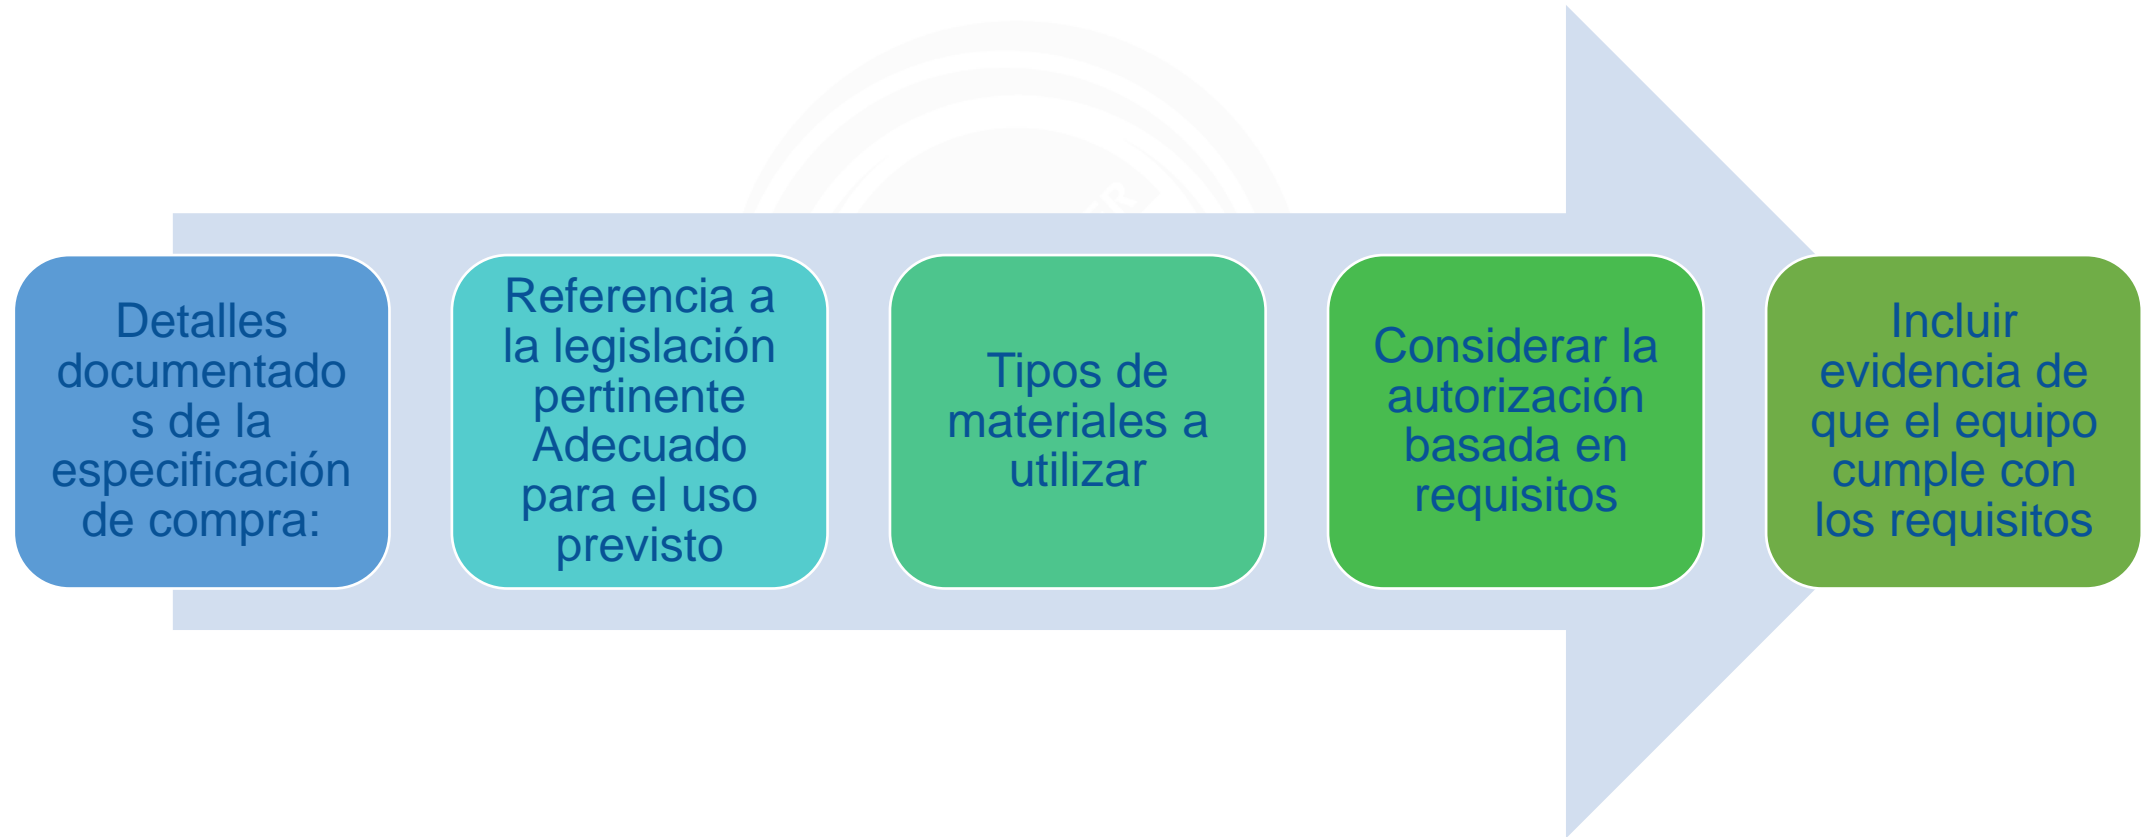 Detalles
documentado
s de la
especificación
de compra:
Referencia a
la legislación
pertinente
Adecuado
para el uso
previsto
Tipos de
materiales a
utilizar
Considerar la
autorización
basada en
requisitos
Incluir
evidencia de
que el equipo
cumple con
los requisitos